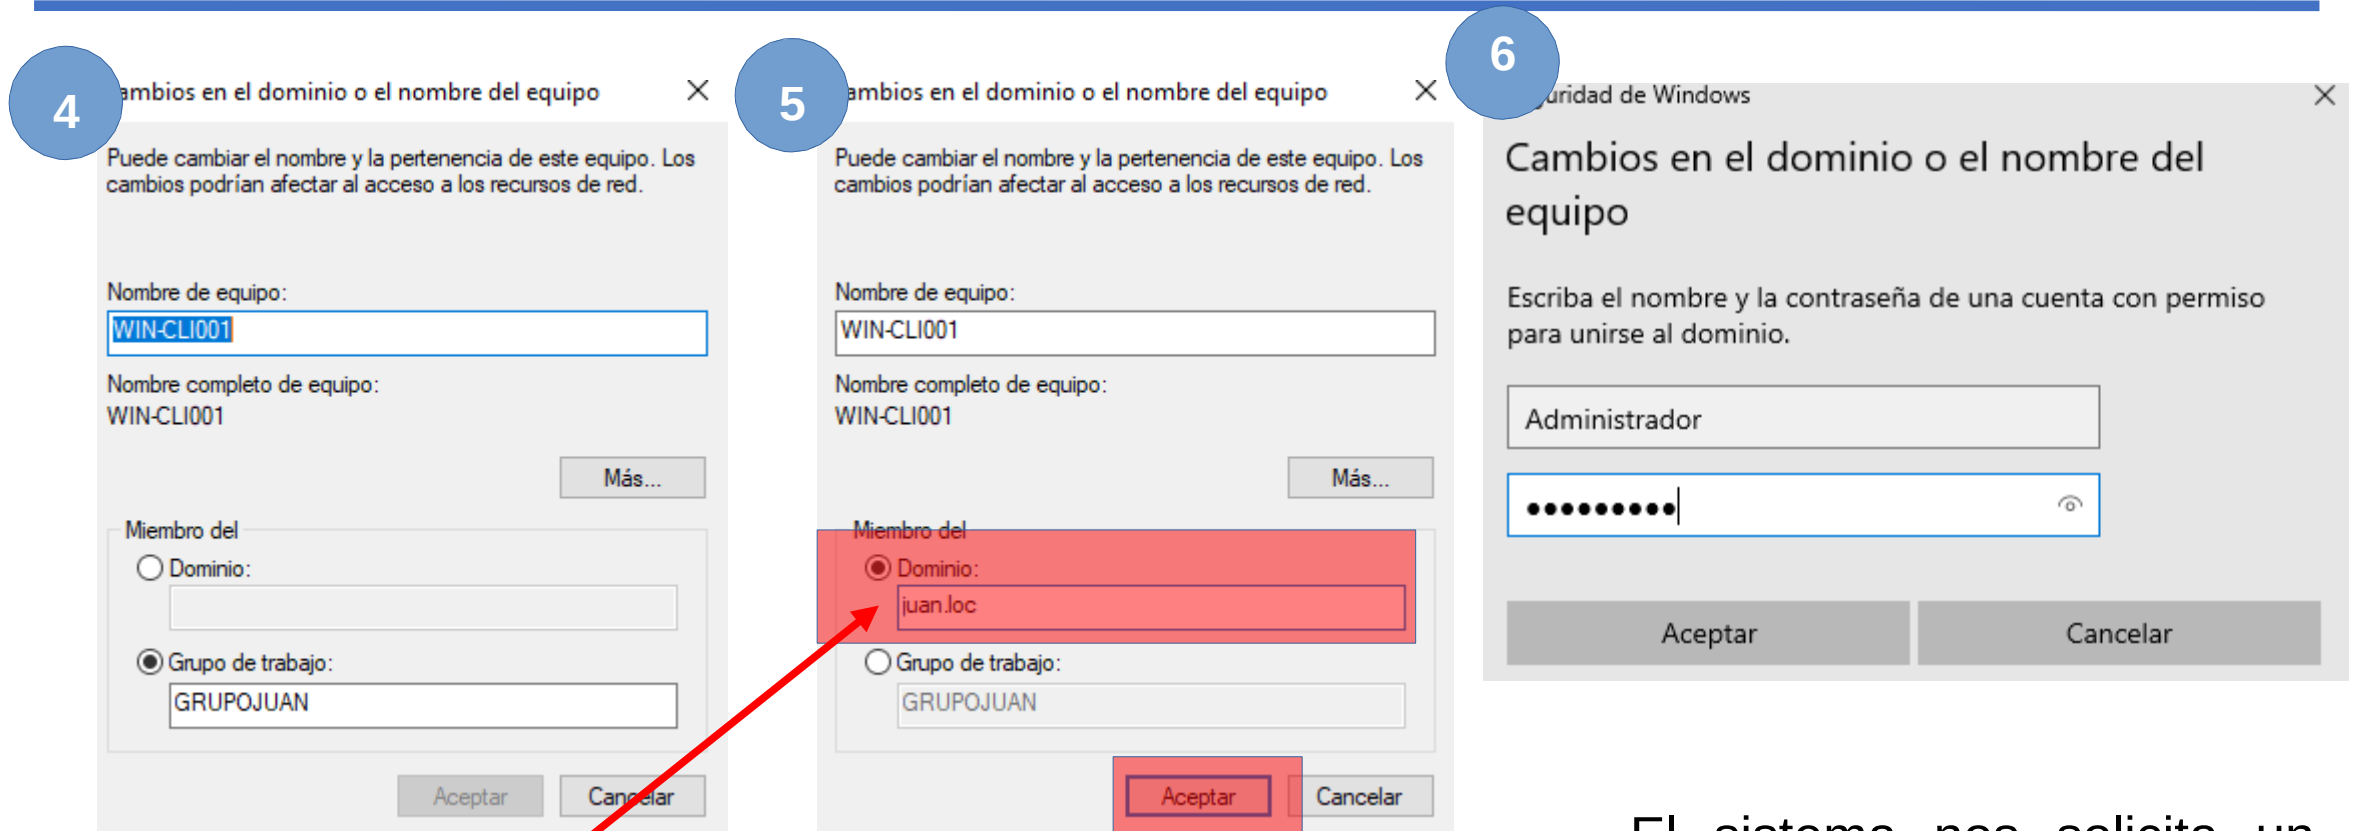 4
ambios en el dominio o el nombre del equipo
Puede cambiar el nombre y la pertenencia de este equipo. Los
cambios podrían afectar al acceso a los recursos de red.
Nombre de equipo:
WIN-CLI001
Nombre completo de equipo:
WIN-CLI001
Más...
Miembro del
Dominio:
Grupo de trabajo:
GRUPOJUAN
Aceptar Cancelar
5
ambios en el dominio o el nombre del equipo
Puede cambiar el nombre y la pertenencia de este equipo. Los
cambios podrían afectar al acceso a los recursos de red.
Nombre de equipo:
WIN-CLI001
Nombre completo de equipo:
WIN-CLI001
Más...
Miembro del
Dominio:
juan.loc
Grupo de trabajo:
GRUPOJUAN
Aceptar Cancelar
6
uridad de Windows
Cambios en el dominio o el nombre del
equipo
Escriba el nombre y la contraseña de una cuenta con permiso
para unirse al dominio.
Administrador
•••••••••
Aceptar Cancelar
El sistema nos solicita un